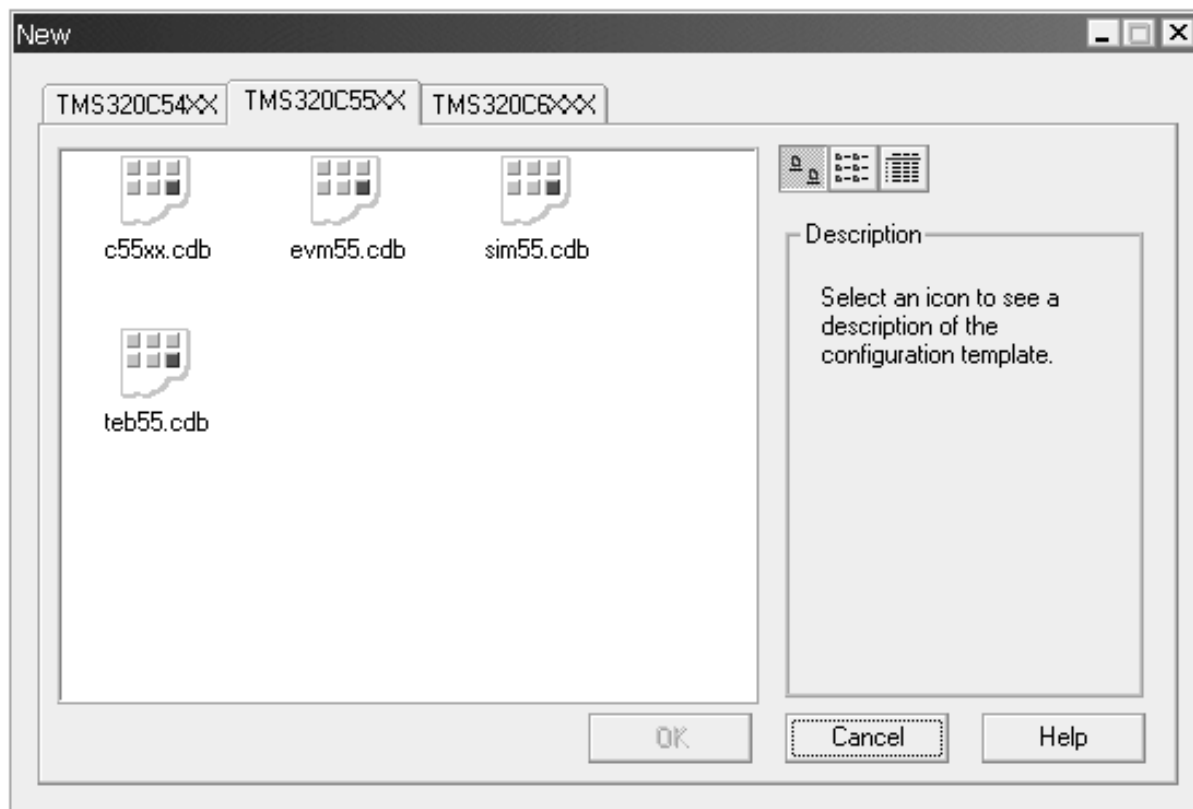 New
TMS320C54XX TMS320C55XX TMS320C6XXX
c55xx.cdb evm55.cdb sim55.cdb
teb55.cdb
Description
Select an icon to see a
description of the
configuration template.
OK Cancel Help